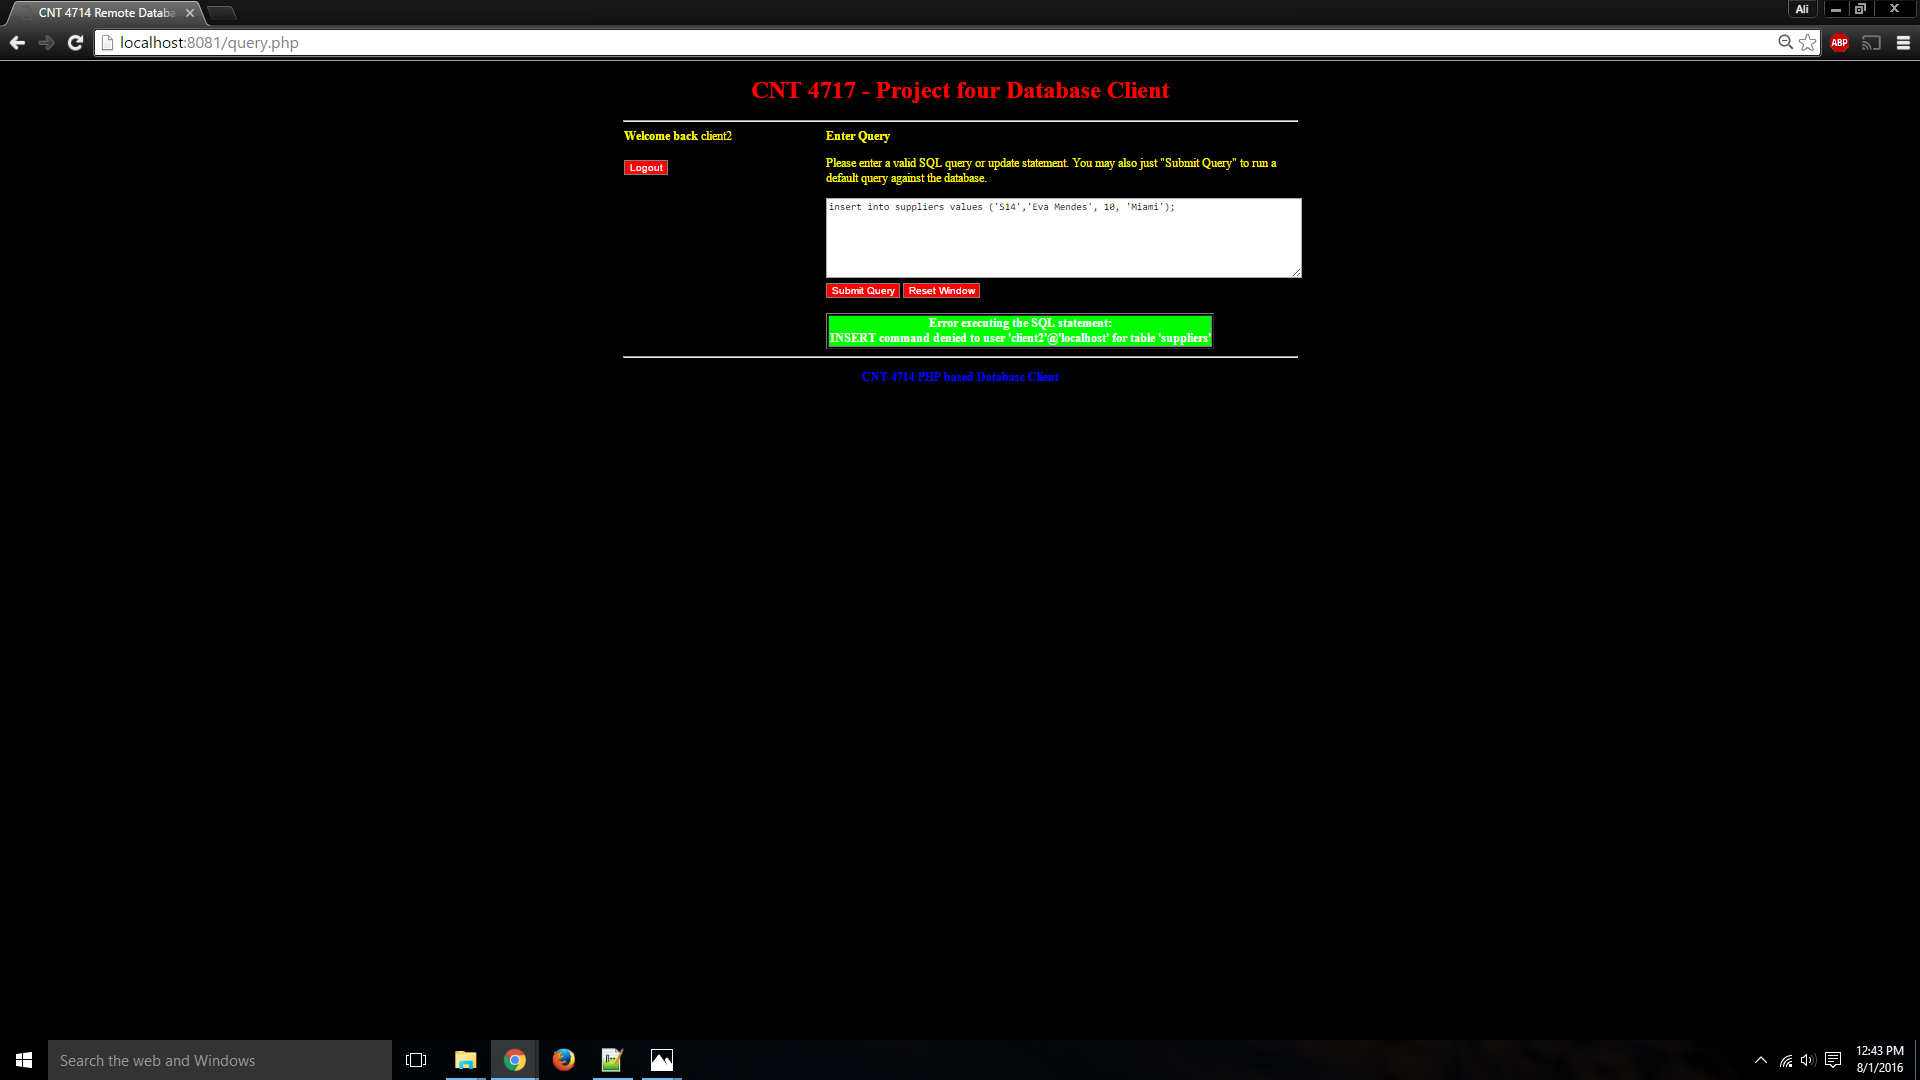 CNT 4714 Remote Databa
Ali
localhost:8081/query.php
ABP
CNT 4717 - Project four Database Client
Welcome back client2
Logout
Enter Query
Please enter a valid SQL query or update statement. You may also just "Submit Query" to run a
default query against the database.
insert into suppliers values ('S14','Eva Mendes', 10, 'Miami');
Submit Query Reset Window
Error executing the SQL statement:
INSERT command denied to user 'client2'@'localhost' for table 'suppliers'
CNT 4714 PHP based Database Client
Search the web and Windows
12:43 PM
8/1/2016